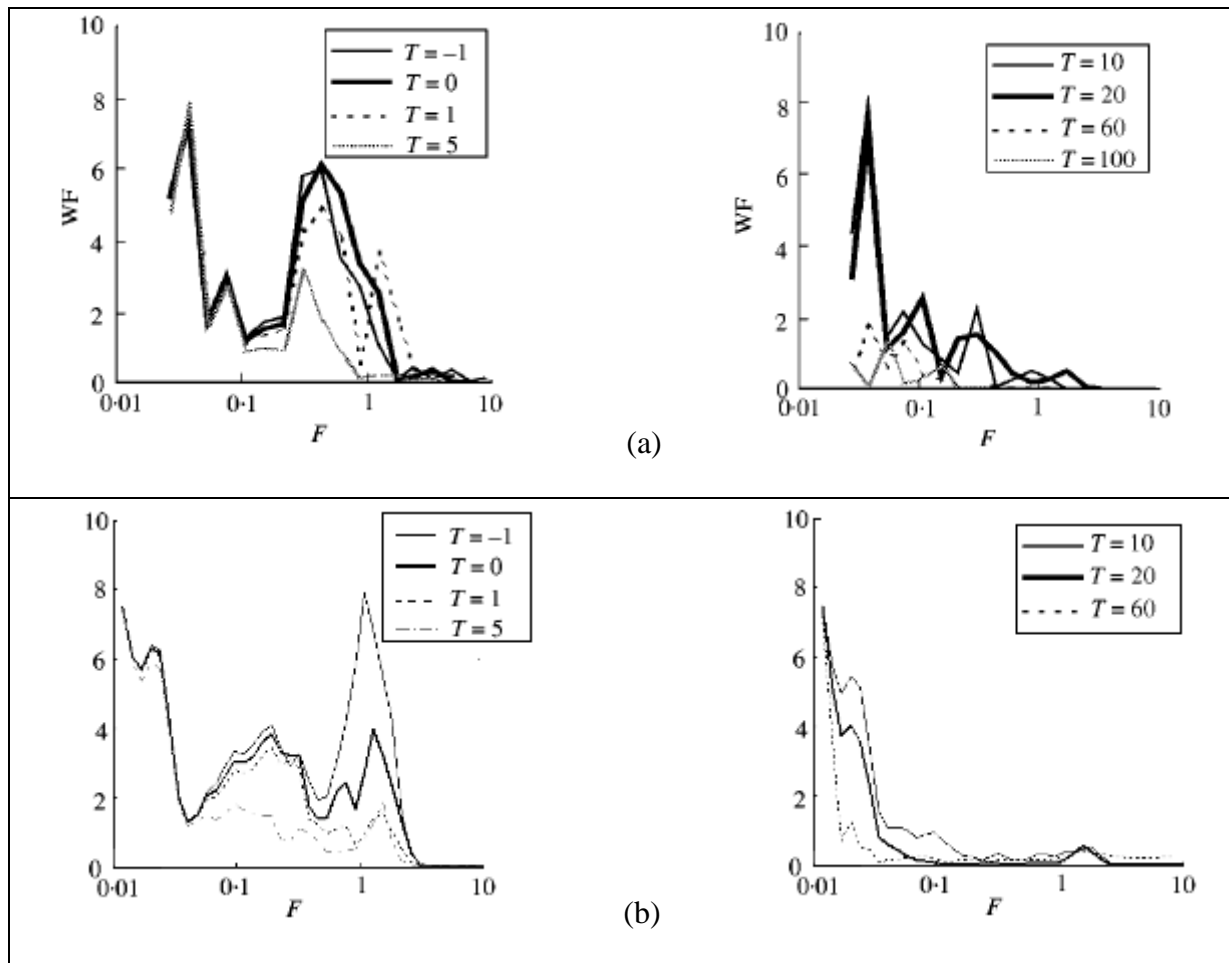 10
8
6
4
2
0
WF
0·01
0·1
1
10
F
T = −1
T = 0
T = 1
T = 5
10
8
6
4
2
0
WF
0·01
0·1
1
10
F
T = 10
T = 20
T = 60
T = 100
(a)
10
8
6
4
2
0
0·01
0·1
1
10
F
T = −1
T = 0
T = 1
T = 5
10
8
6
4
2
0
0·01
0·1
1
10
F
T = 10
T = 20
T = 60
(b)